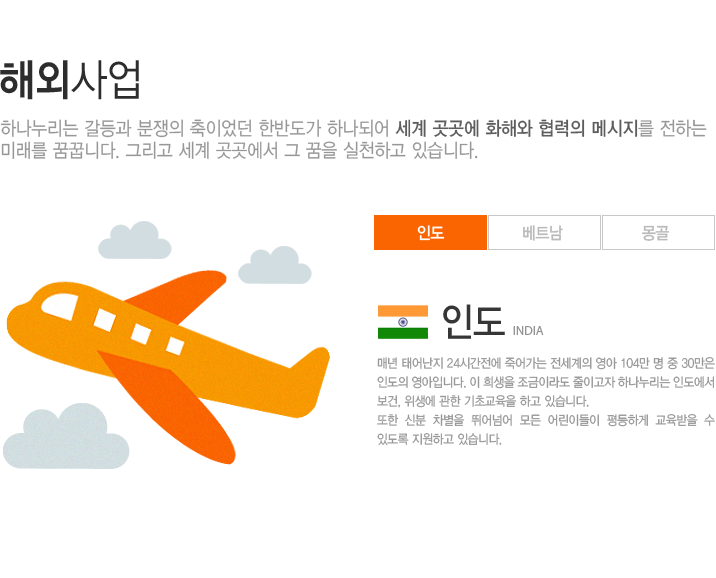 해외사업
하나누리는 갈등과 분쟁의 축이었던 한반도가 하나되어 세계 곳곳에 화해와 협력의 메시지를 전하는
미래를 꿈꿉니다. 그리고 세계 곳곳에서 그 꿈을 실천하고 있습니다.
인도 베트남 몽골
인도 INDIA
매년 태어난지 24시간전에 죽어가는 전세계의 영아 104만 명 중 30만은
인도의 영아입니다. 이 희생을 조금이라도 줄이고자 하나누리는 인도에서
보건, 위생에 관한 기초교육을 하고 있습니다.
또한 신분 차별을 뛰어넘어 모든 어린이들이 평등하게 교육받을 수
있도록 지원하고 있습니다.